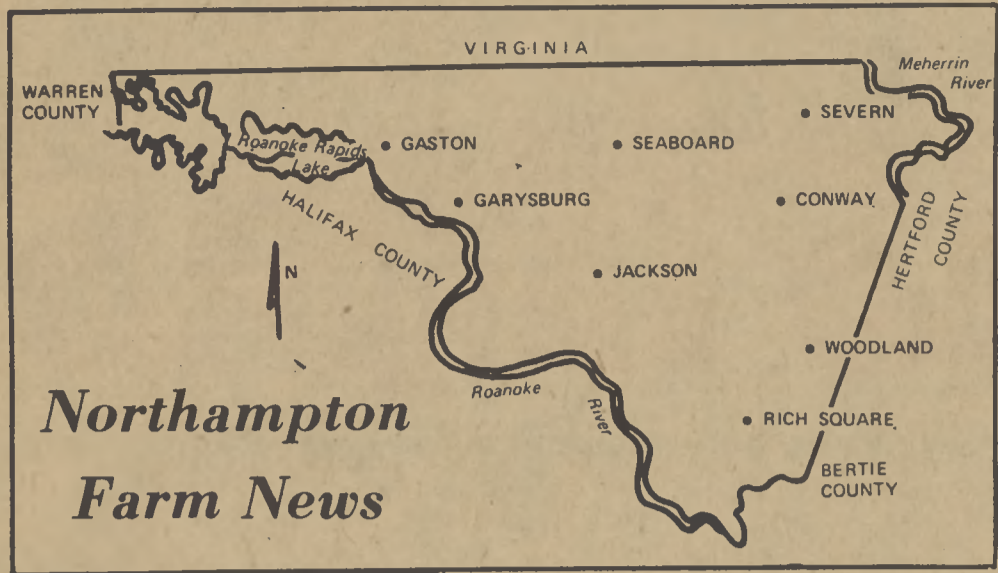 VIRGINIA
Meherrin
River
WARREN
COUNTY
SEVERN
Roanoke Rapids
Lake
GASTON
SEABOARD
HALIFAX COUNTY
GARYSBURG
CONWAY
HERTFORD
COUNTY
N
JACKSON
WOODLAND
Roanoke
River
RICH SQUARE
BERTIE
COUNTY
Northampton
Farm News